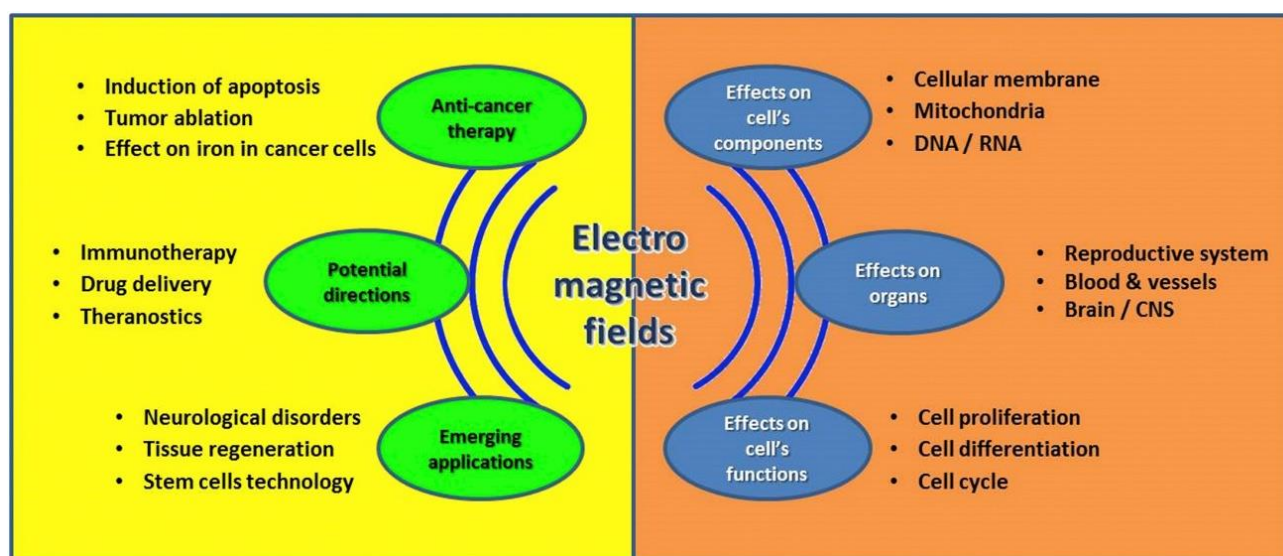 • Induction of apoptosis
• Tumor ablation
• Effect on iron in cancer cells
Anti-cancer
therapy
• Immunotherapy
• Drug delivery
• Theranostics
Potential
directions
• Neurological disorders
• Tissue regeneration
• Stem cells technology
Emerging
applications
Electro
magnetic
fields
Effects on
cell's
components
• Cellular membrane
• Mitochondria
• DNA / RNA
Effects on
organs
• Reproductive system
• Blood & vessels
• Brain / CNS
Effects on
cell's
functions
• Cell proliferation
• Cell differentiation
• Cell cycle